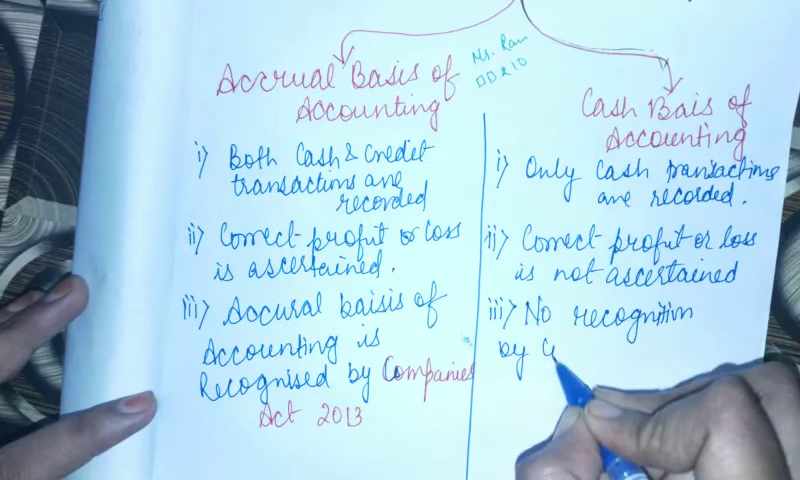 Accrual Basis of
Accounting
i) Both Cash & Credit
transactions are
recorded
ii) Correct profit or loss
is ascertained.
iii) Accural baisis of
Accounting is
Recognised by Companies
Act 2013
Ms. Ram
Cash Bais of
Accounting
i) Only Cash transactions
are recorded.
ii) Correct profit or loss
is not ascertained
iii) No recognition
by C